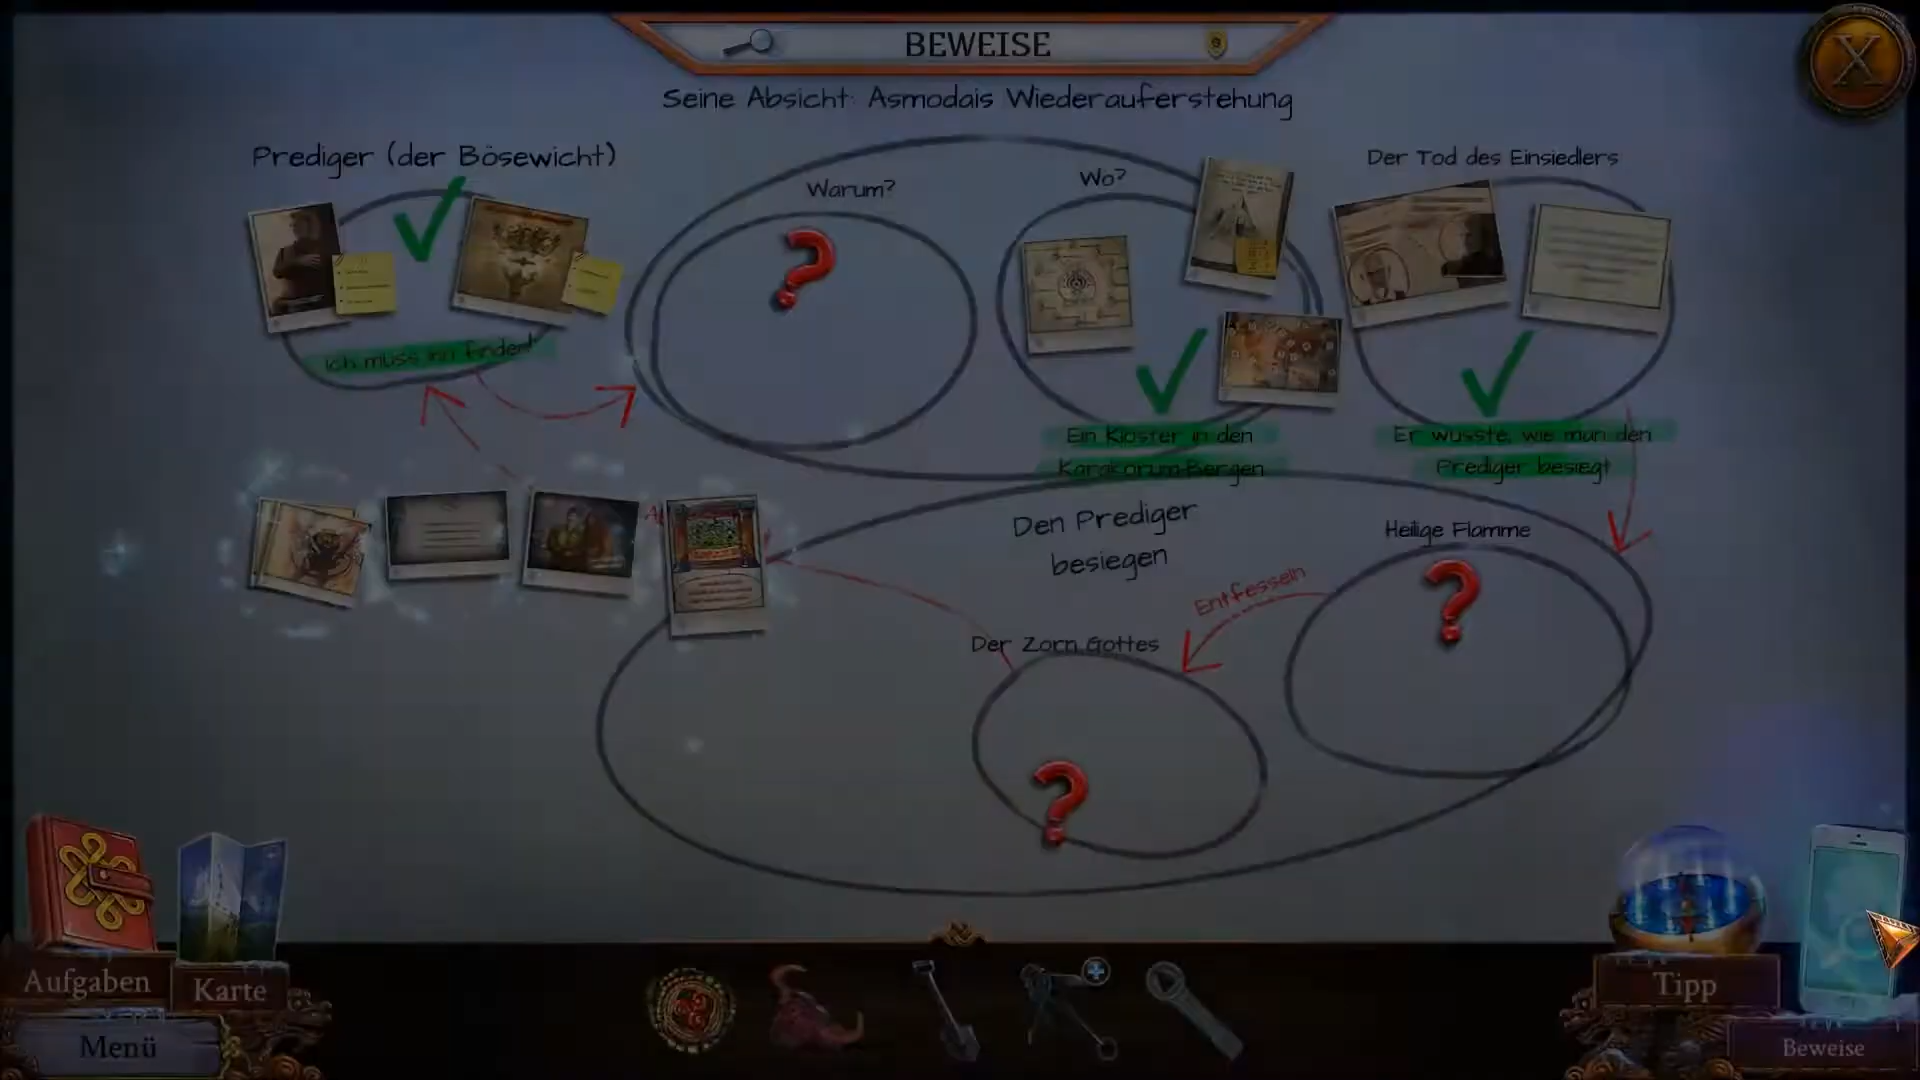 BEWEISE
Seine Absicht: Asmodais Wiederauferstehung
Prediger (der Bösewicht)
Warum?
Wo?
Der Tod des Einsiedlers
Ich muss ihn finden!
Ein Kloster in den
Karakorum-Bergen
Er wusste, wie man den
Prediger besiegt
Den Prediger
besiegen
Heilige Flamme
Entfesseln
Der Zorn Gottes
Aufgaben
Karte
Menü
Tipp
Beweise
X